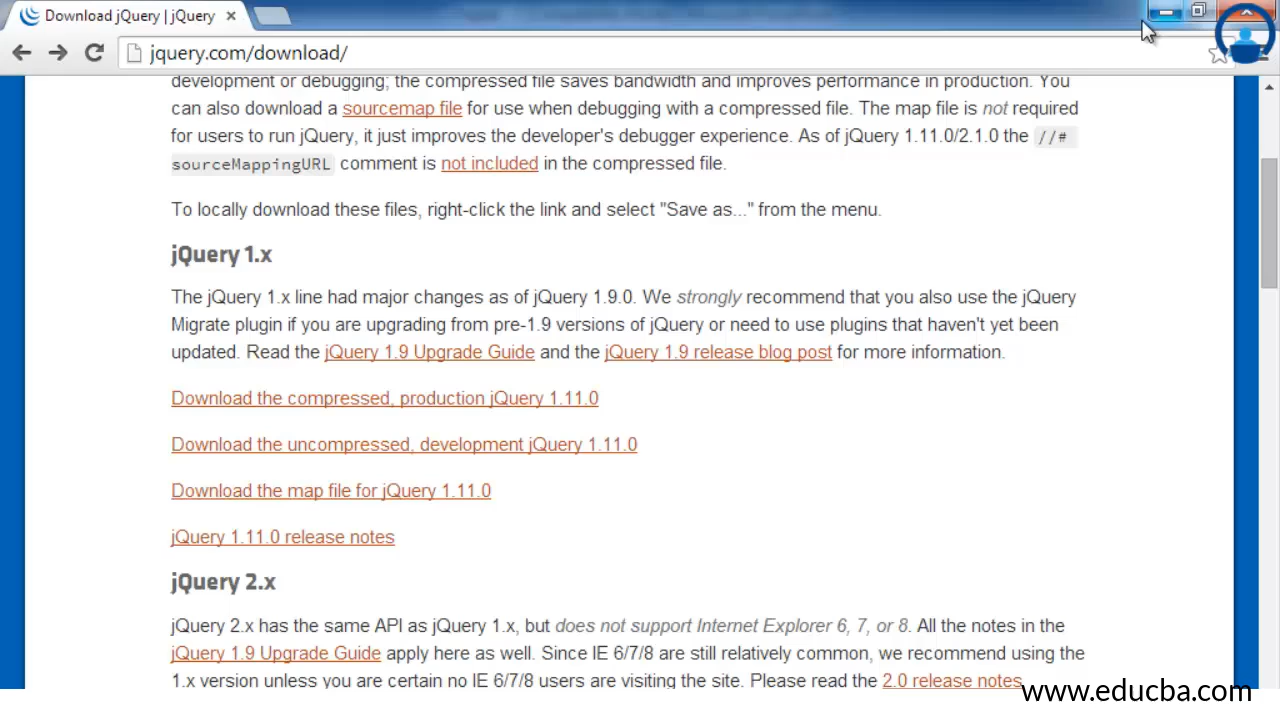 Download jQuery | jQuery
jquery.com/download/
development or debugging; the compressed file saves bandwidth and improves performance in production. You
can also download a sourcemap file for use when debugging with a compressed file. The map file is not required
for users to run jQuery, it just improves the developer's debugger experience. As of jQuery 1.11.0/2.1.0 the //#
sourceMappingURL comment is not included in the compressed file.
To locally download these files, right-click the link and select "Save as..." from the menu.
jQuery 1.x
The jQuery 1.x line had major changes as of jQuery 1.9.0. We strongly recommend that you also use the jQuery
Migrate plugin if you are upgrading from pre-1.9 versions of jQuery or need to use plugins that haven't yet been
updated. Read the jQuery 1.9 Upgrade Guide and the jQuery 1.9 release blog post for more information.
Download the compressed, production jQuery 1.11.0
Download the uncompressed, development jQuery 1.11.0
Download the map file for jQuery 1.11.0
jQuery 1.11.0 release notes
jQuery 2.x
jQuery 2.x has the same API as jQuery 1.x, but does not support Internet Explorer 6, 7, or 8. All the notes in the
jQuery 1.9 Upgrade Guide apply here as well. Since IE 6/7/8 are still relatively common, we recommend using the
1.x version unless you are certain no IE 6/7/8 users are visiting the site. Please read the 2.0 release notes
www.educba.com